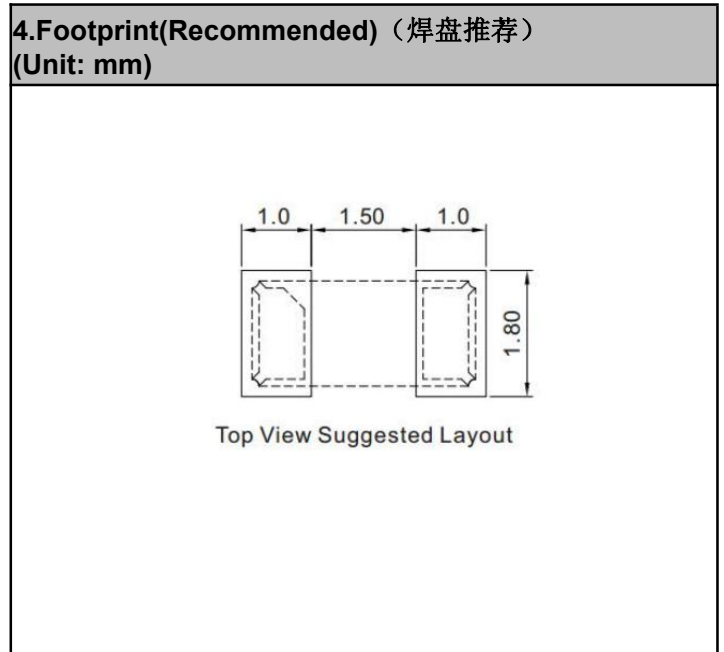 4.Footprint(Recommended)（焊盘推荐）
(Unit: mm)
1.0 1.50 1.0
1.80
Top View Suggested Layout